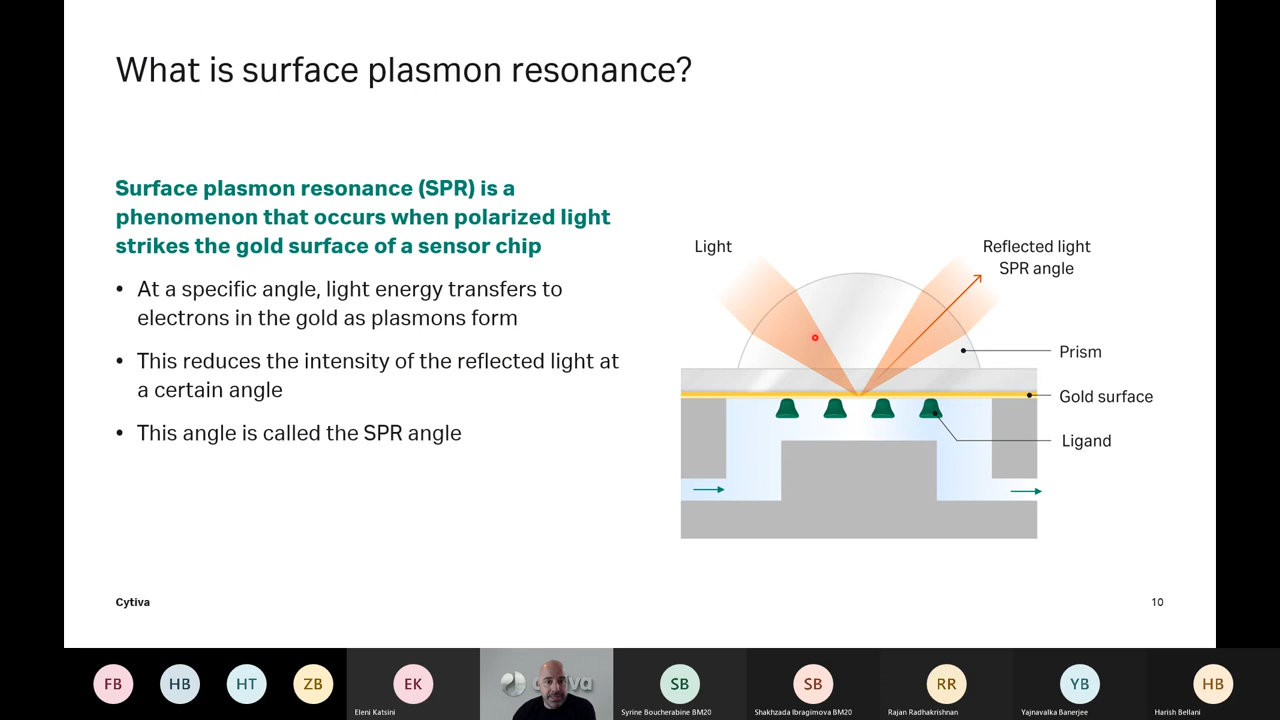 What is surface plasmon resonance?
Surface plasmon resonance (SPR) is a
phenomenon that occurs when polarized light
strikes the gold surface of a sensor chip
• At a specific angle, light energy transfers to
electrons in the gold as plasmons form
• This reduces the intensity of the reflected light at
a certain angle
• This angle is called the SPR angle
Light
Reflected light
SPR angle
Prism
Gold surface
Ligand
Cytiva
10
FB
HB
HT
ZB
EK
Eleni Katsini
SB
Syrine Boucherabine BM20
SB
Shakhzada Ibragimova BM20
RR
Rajan Radhakrishnan
YB
Yajnavalka Banerjee
HB
Harish Bellani